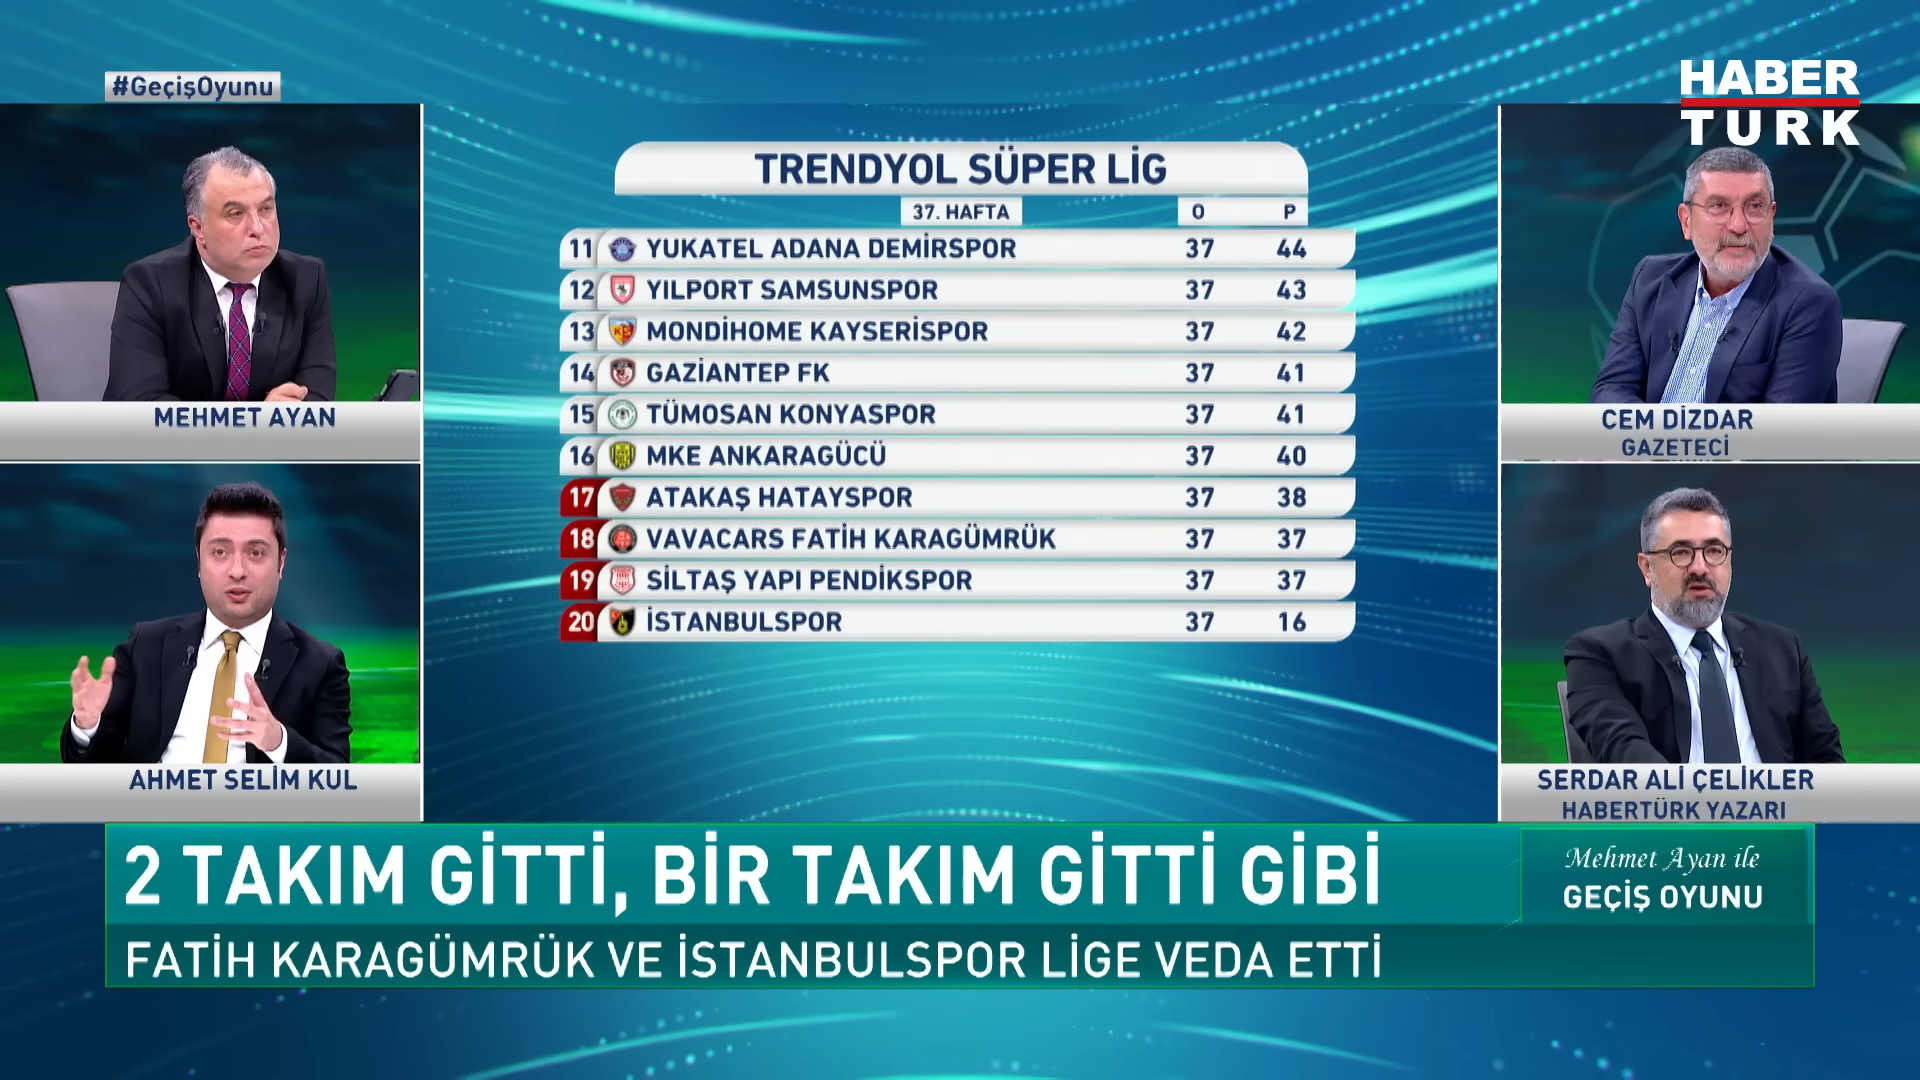 #GeçişOyunu
HABER
TURK
TRENDYOL SÜPER LİG
37. HAFTA O P
11 YUKATEL ADANA DEMİRSPOR 37 44
12 YILPORT SAMSUNSPOR 37 43
13 MONDİHOME KAYSERİSPOR 37 42
14 GAZİANTEP FK 37 41
15 TÜMOSAN KONYASPOR 37 41
16 MKE ANKARAGÜCÜ 37 40
17 ATAKAŞ HATAYSPOR 37 38
18 VAVACARS FATİH KARAGÜMRÜK 37 37
19 SİLTAŞ YAPI PENDİKSPOR 37 37
20 İSTANBULSPOR 37 16
MEHMET AYAN
CEM DİZDAR
GAZETECİ
AHMET SELİM KUL
SERDAR ALİ ÇELİKLER
HABERTÜRK YAZARI
2 TAKIM GİTTİ, BİR TAKIM GİTTİ GİBİ
FATİH KARAGÜMRÜK VE İSTANBULSPOR LİGE VEDA ETTİ
Mehmet Ayan ile
GEÇİŞ OYUNU